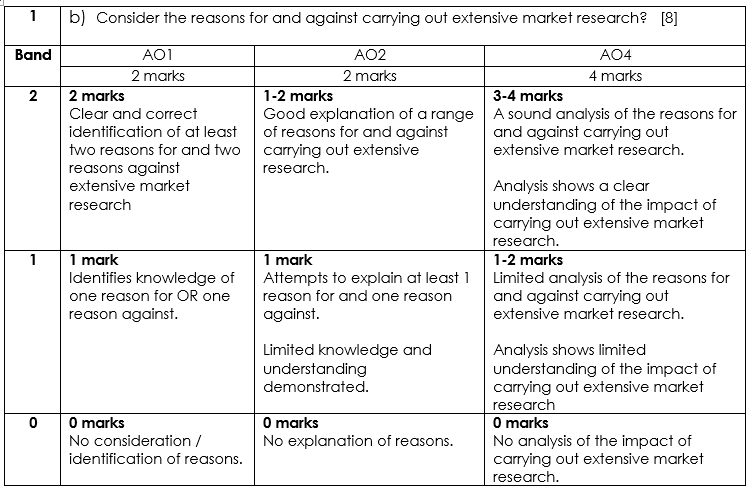 1 b) Consider the reasons for and against carrying out extensive market research? [8]
Band AO1 AO2 AO4
2 marks 2 marks 4 marks
2
2 marks
Clear and correct
identification of at least
two reasons for and two
reasons against
extensive market
research
1-2 marks
Good explanation of a range
of reasons for and against
carrying out extensive
research.
3-4 marks
A sound analysis of the reasons for
and against carrying out
extensive market research.
Analysis shows a clear
understanding of the impact of
carrying out extensive market
research.
1
1 mark
Identifies knowledge of
one reason for OR one
reason against.
1 mark
Attempts to explain at least 1
reason for and one reason
against.
Limited knowledge and
understanding
demonstrated.
1-2 marks
Limited analysis of the reasons for
and against carrying out
extensive market research.
Analysis shows limited
understanding of the impact of
carrying out extensive market
research
0
0 marks
No consideration /
identification of reasons.
0 marks
No explanation of reasons.
0 marks
No analysis of the impact of
carrying out extensive market
research.